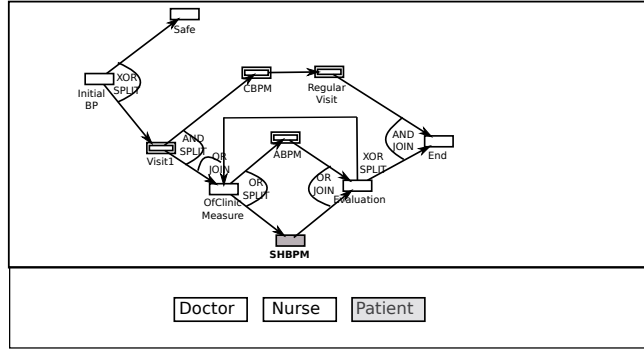 Safe
XOR
SPLIT
Initial
BP
CBPM
Regular
Visit
Visit1
AND
SPLIT
OR
JOIN
ABPM
AND
JOIN
End
XOR
SPLIT
OR
SPLIT
OR
JOIN
OfClinic
Measure
Evaluation
SHBPM
Doctor Nurse Patient